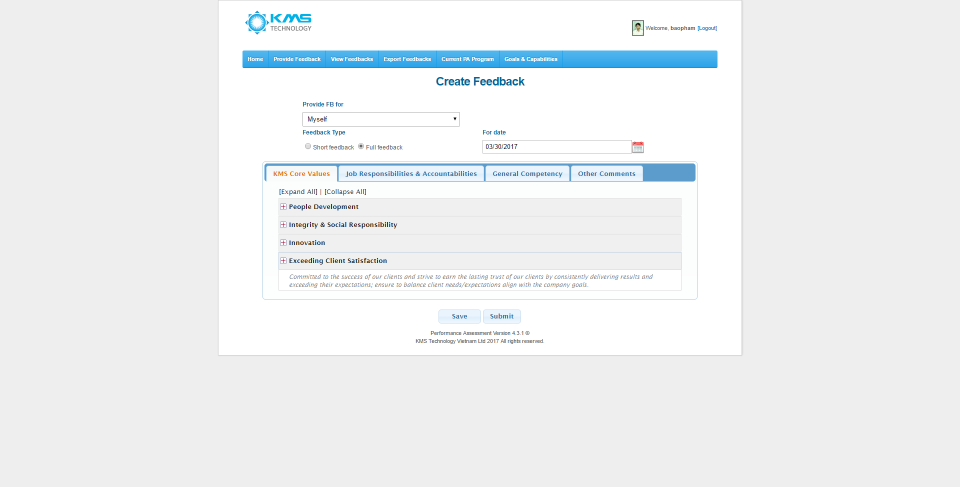 KMS
TECHNOLOGY
Welcome, baopham [Logout]
Home Provide Feedback View Feedbacks Export Feedbacks Current PA Program Goals & Capabilities
Create Feedback
Provide FB for
Myself
Feedback Type For date
Short feedback Full feedback 03/30/2017
KMS Core Values Job Responsibilities & Accountabilities General Competency Other Comments
[Expand All] | [Collapse All]
People Development
Integrity & Social Responsibility
Innovation
Exceeding Client Satisfaction
Committed to the success of our clients and strive to earn the lasting trust of our clients by consistently delivering results and
exceeding their expectations; ensure to balance client needs/expectations align with the company goals.
Save Submit
Performance Assessment Version 4.3.1 ®
KMS Technology Vietnam Ltd 2017 All rights reserved.